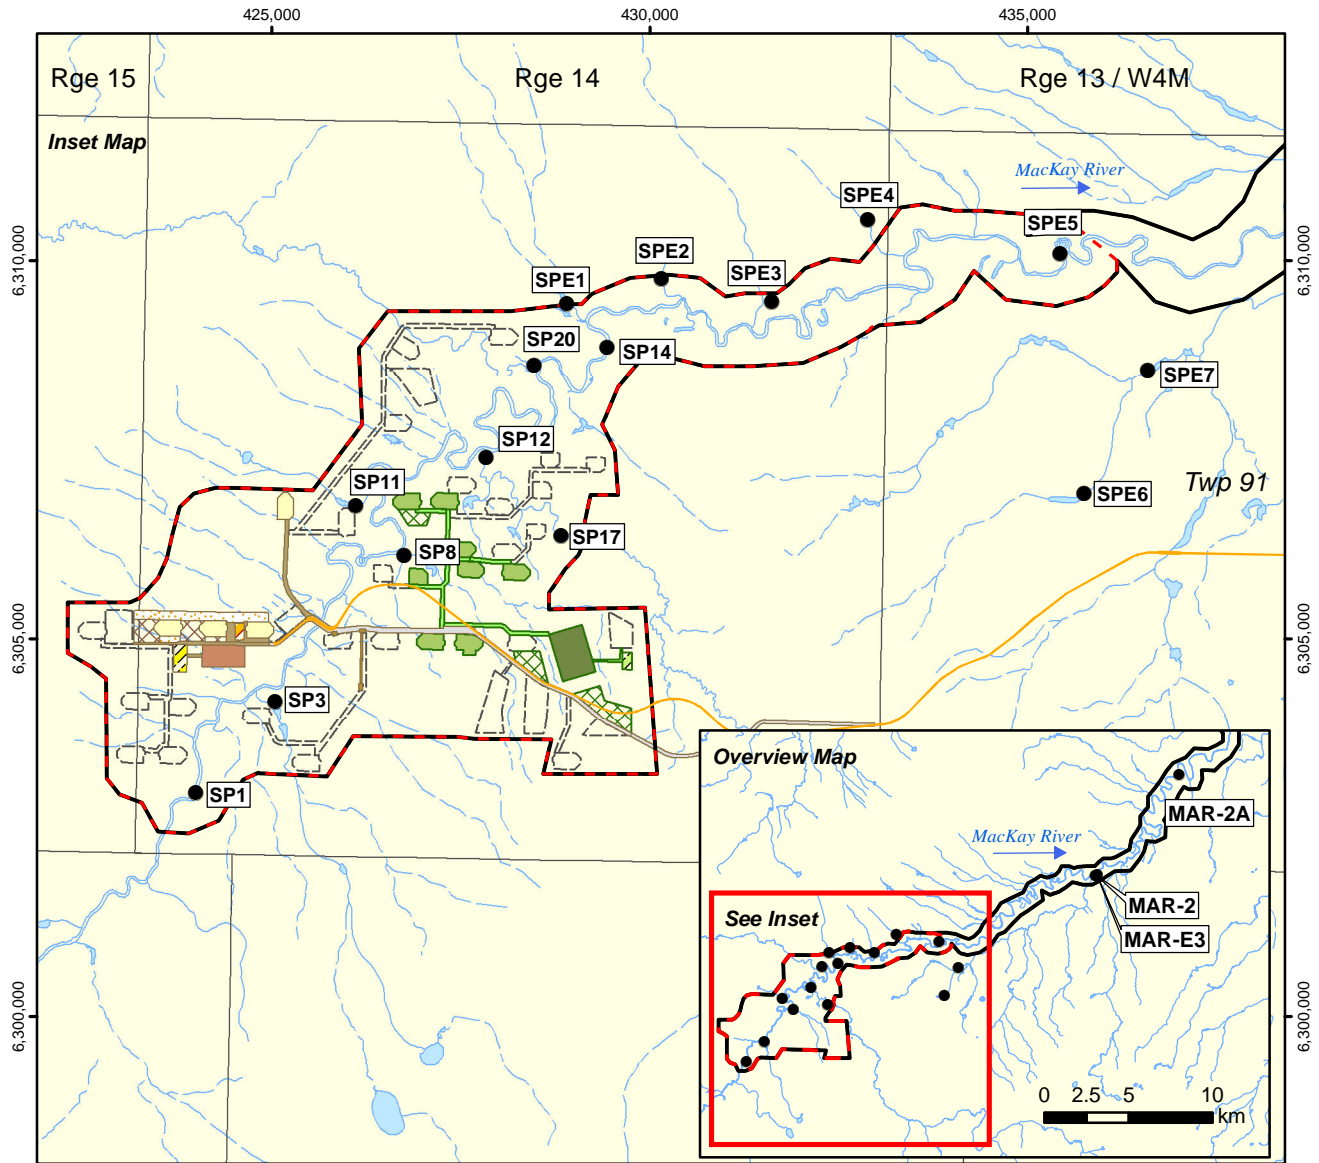 425,000
430,000
435,000
Rge 15
Rge 14
Rge 13 / W4M
Inset Map
MacKay River
SPE4
SPE5
6,310,000
6,310,000
SPE2
SPE3
SPE1
SP20
SP14
SPE7
SP12
SP11
SPE6
Twp 91
SP17
SP8
6,305,000
6,305,000
SP3
SP1
Overview Map
MAR-2A
MacKay River
MAR-2
See Inset
MAR-E3
6,300,000
6,300,000
0 2.5 5 10
km